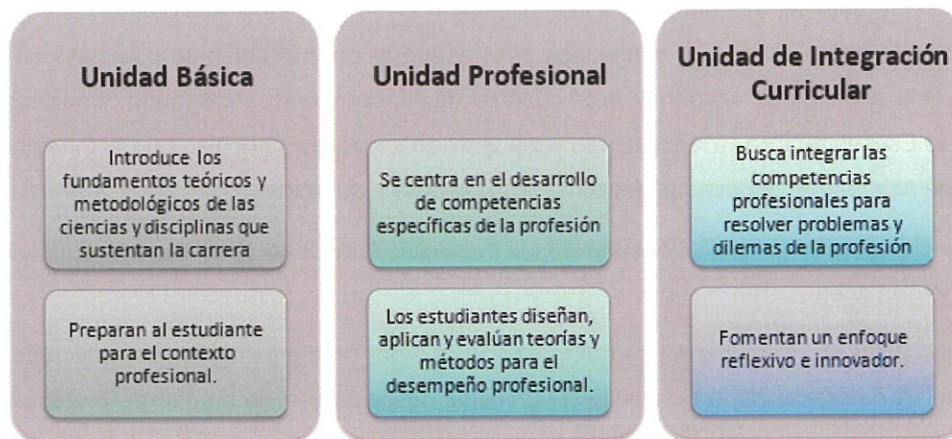 Unidad Básica
Introduce los
fundamentos teóricos y
metodológicos de las
ciencias y disciplinas que
sustentan la carrera
Preparan al estudiante
para el contexto
profesional.
Unidad Profesional
Se centra en el desarrollo
de competencias
específicas de la profesión
Los estudiantes diseñan,
aplican y evalúan teorías y
métodos para el
desempeño profesional.
Unidad de Integración
Curricular
Busca integrar las
competencias
profesionales para
resolver problemas y
dilemas de la profesión
Fomentan un enfoque
reflexivo e innovador.